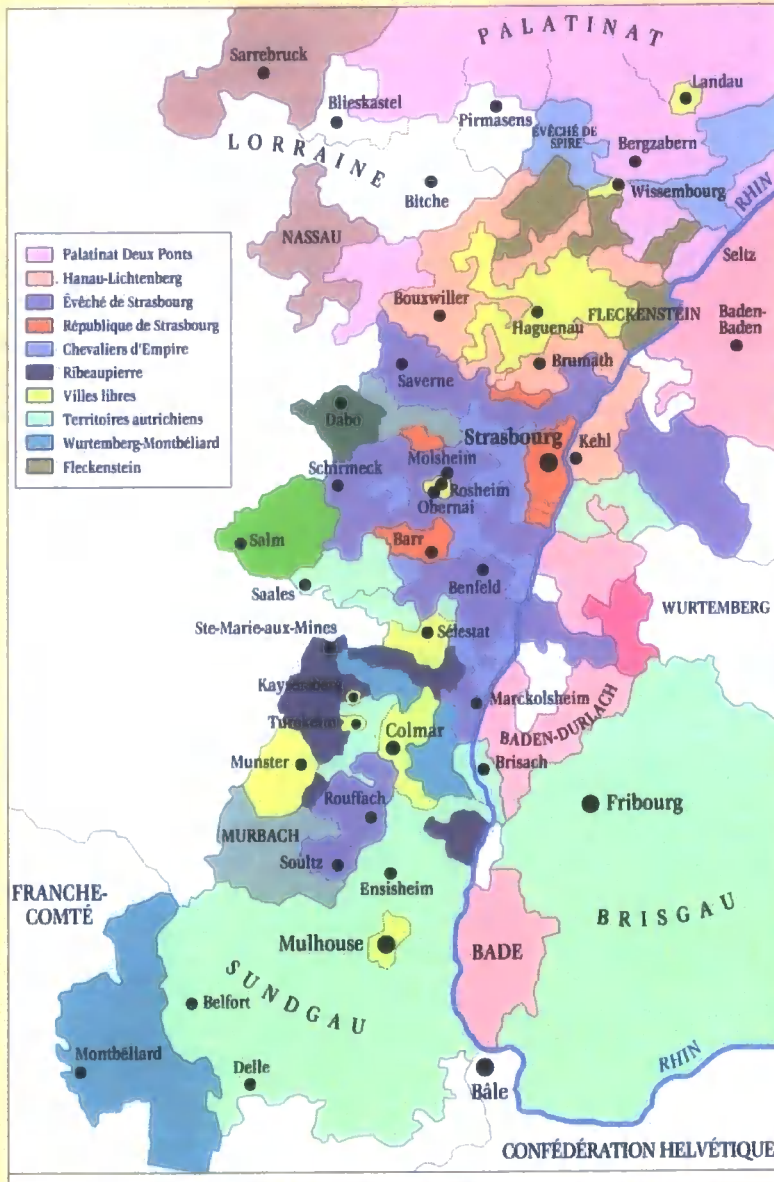 PALATINAT
Sarrebruck
Landau
Blieskastel
Pirmasens
LORRAINE
ÉVÊCHÉ DE
SPIRE
Bergzabern
Wissembourg
RHIN
Bitche
NASSAU
Seltz
Palatinat Deux Ponts
Hanau-Lichtenberg
Évêché de Strasbourg
République de Strasbourg
Chevaliers d'Empire
Ribeaupierre
Villes libres
Territoires autrichiens
Wurtemberg-Montbéliard
Fleckenstein
Bouxwiller
Haguenau
FLECKENSTEIN
Baden-
Baden
Saverne
Brumath
Dabo
Strasbourg
Kehl
Molsheim
Schirmeck
Rosheim
Obernai
Salm
Barr
Saales
Benfeld
WURTEMBERG
Ste-Marie-aux-Mines
Sélestat
Kaysersberg
Marckolsheim
Turckheim
Colmar
BADEN-DURLACH
Munster
Brisach
Rouffach
Fribourg
MURBACH
Soultz
Ensisheim
FRANCHE-
COMTÉ
BRISGAU
Mulhouse
BADE
SUNDGAU
Belfort
Montbéliard
Delle
Bâle
RHIN
CONFÉDÉRATION HELVÉTIQUE